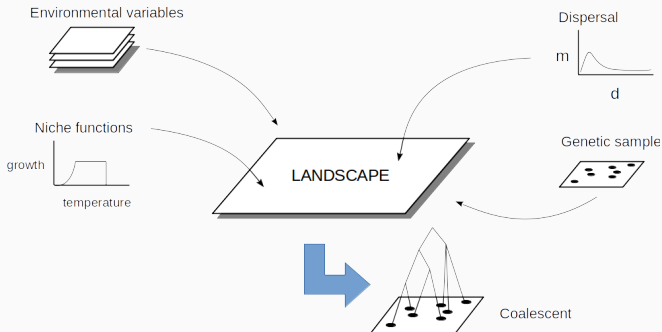 Environmental variables
Dispersal
m
d
Niche functions
growth
temperature
Genetic sample
LANDSCAPE
Coalescent